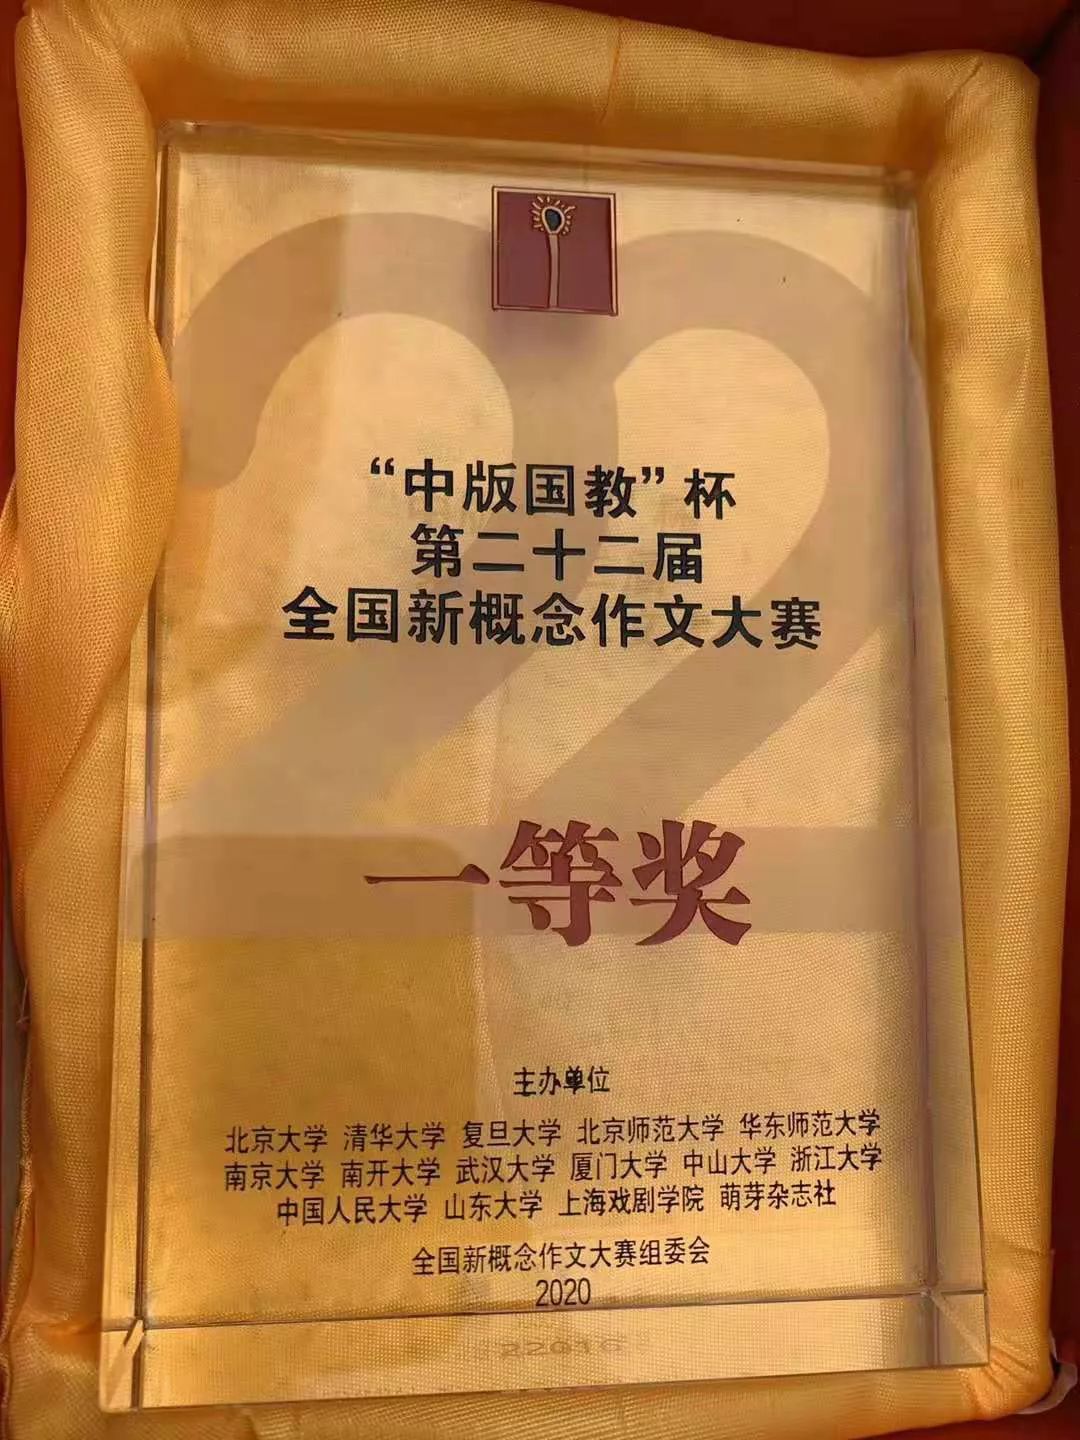 “中版国教”杯
第二十二届
全国新概念作文大赛
一等奖
主办单位
北京大学 清华大学 复旦大学 北京师范大学 华东师范大学
南京大学 南开大学 武汉大学 厦门大学 中山大学 浙江大学
中国人民大学 山东大学 上海戏剧学院 萌芽杂志社
全国新概念作文大赛组委会
2020
22016